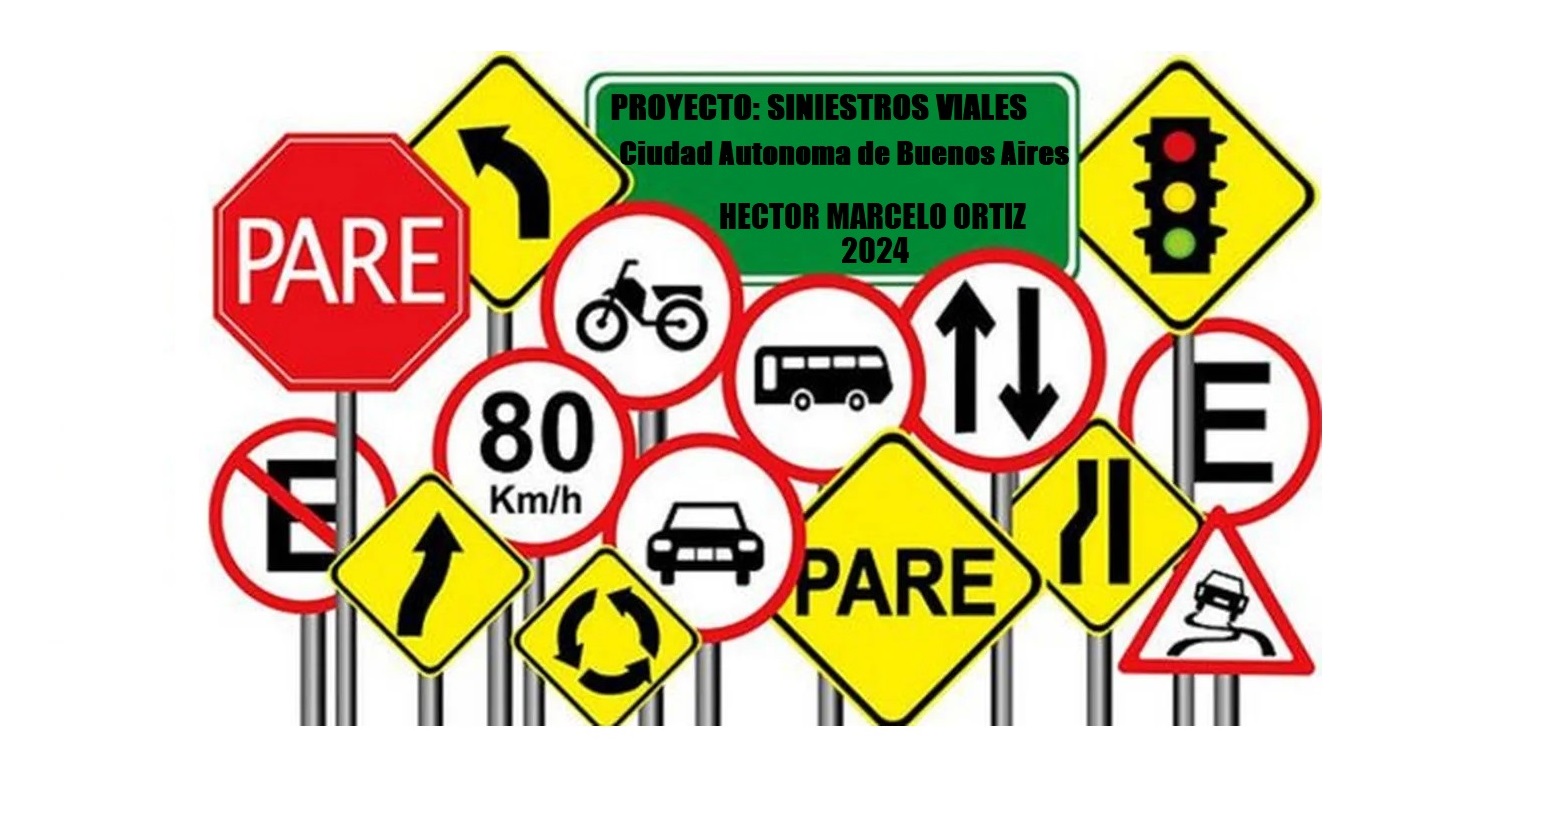 PROYECTO: SINIESTROS VIALES
Ciudad Autonoma de Buenos Aires
HECTOR MARCELO ORTIZ
2024
PARE
80
Km/h
E
E
PARE